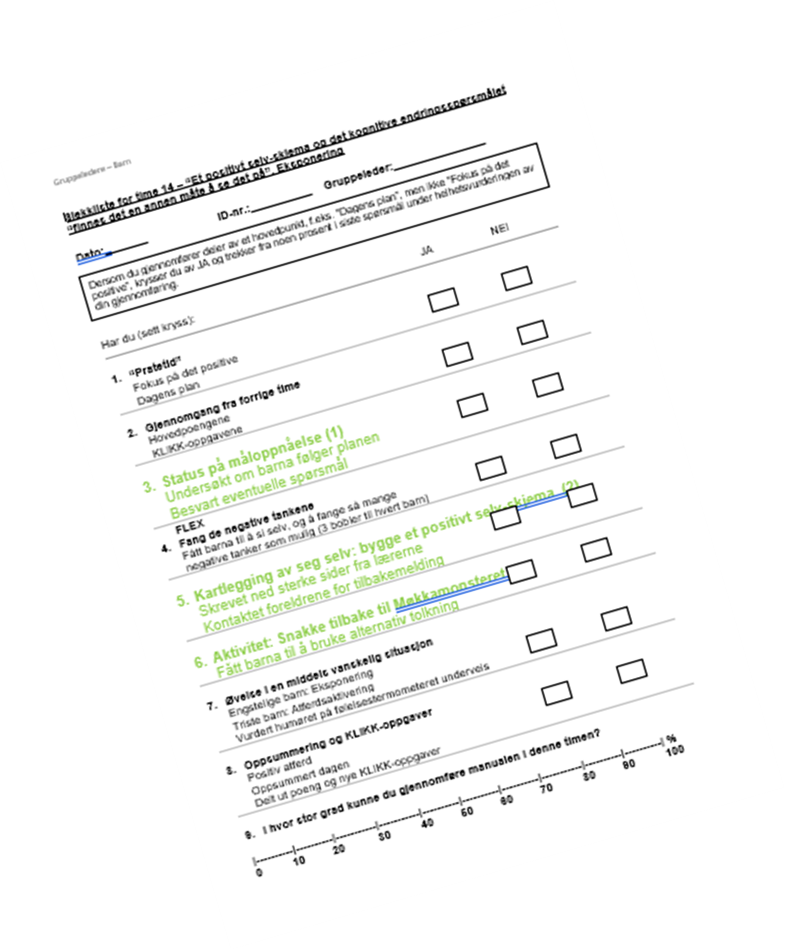 Gruppeledere – Barn
Sjekkliste for time 14 – "Et positivt selv-skjema og det kognitive endringsspørsmålet
"finnes det en annen måte å se det på". Eksponering
Dato:________ ID-nr.:__________ Gruppeleder:_______________
Dersom du gjennomfører deler av et hovedpunkt, f.eks. "Dagens plan", men ikke "Fokus på det
positive", krysser du av JA og trekker fra noen prosent i siste spørsmål under helhetsvurderingen av
din gjennomføring.
JA NEI
Har du (sett kryss):
1. "Pratetid"
Fokus på det positive
Dagens plan
2. Gjennomgang fra forrige time
Hovedpoengene
KLIKK-oppgavene
3. Status på måloppnåelse (1)
Undersøkt om barna følger planen
Besvart eventuelle spørsmål
FLEX
4. Fang de negative tankene
Fått barna til å si selv, og å fange så mange
negative tanker som mulig (3 bobler til hvert barn)
5. Kartlegging av seg selv: bygge et positivt selv-skjema (2)
Skrevet ned sterke sider fra lærerne
Kontaktet foreldrene for tilbakemelding
6. Aktivitet: Snakke tilbake til Møkkamonsteret
Fått barna til å bruke alternativ tolkning
7. Øvelse i en middels vanskelig situasjon
Engstelige barn: Eksponering
Triste barn: Atferdsaktivering
Vurdert humøret på følelsestermometeret underveis
8. Oppsummering og KLIKK-oppgaver
Positiv atferd
Oppsummert dagen
Delt ut poeng og nye KLIKK-oppgaver
9. I hvor stor grad kunne du gjennomføre manualen i denne timen?
%
0 10 20 30 40 50 60 70 80 90 100